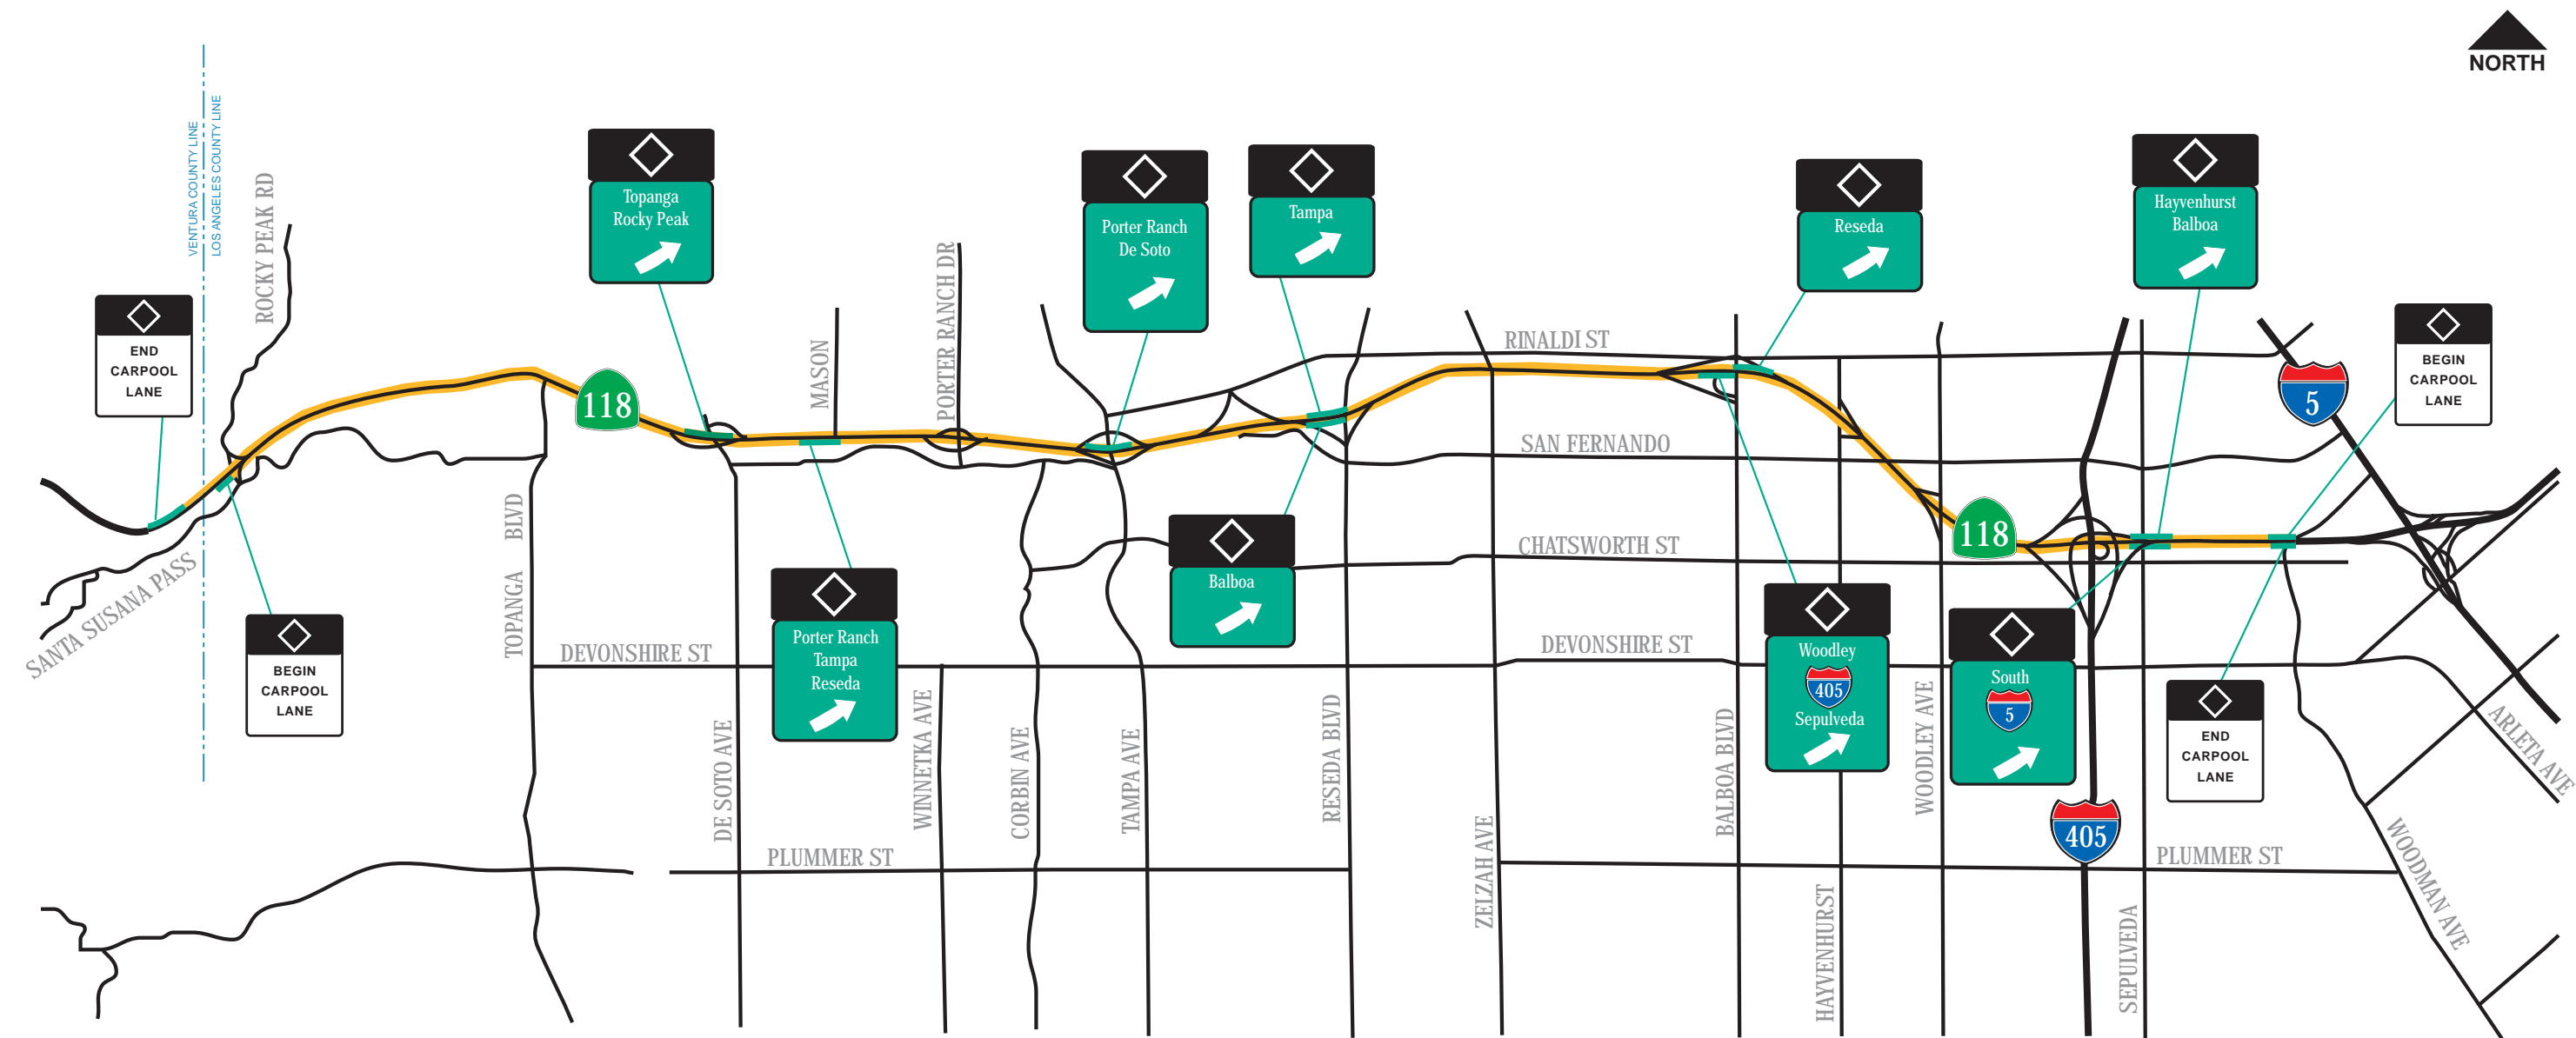 NORTH
VENTURA COUNTY LINE
LOS ANGELES COUNTY LINE
ROCKY PEAK RD
Topanga
Rocky Peak
Porter Ranch
De Soto
Tampa
Reseda
Hayvenhurst
Balboa
END
CARPOOL
LANE
BEGIN
CARPOOL
LANE
118
MASON
PORTER RANCH DR
RINALDI ST
5
SAN FERNANDO
118
CHATSWORTH ST
SANTA SUSANA PASS
BEGIN
CARPOOL
LANE
TOPANGA BLVD
DEVONSHIRE ST
Porter Ranch
Tampa
Reseda
Balboa
DEVONSHIRE ST
Woodley
405
Sepulveda
South
5
END
CARPOOL
LANE
DE SOTO AVE
WINNETKA AVE
CORBIN AVE
TAMPA AVE
RESEDA BLVD
ZELZAH AVE
BALBOA BLVD
HAYVENHURST
WOODLEY AVE
405
SEPULVEDA
ARLETA AVE
WOODMAN AVE
PLUMMER ST
PLUMMER ST